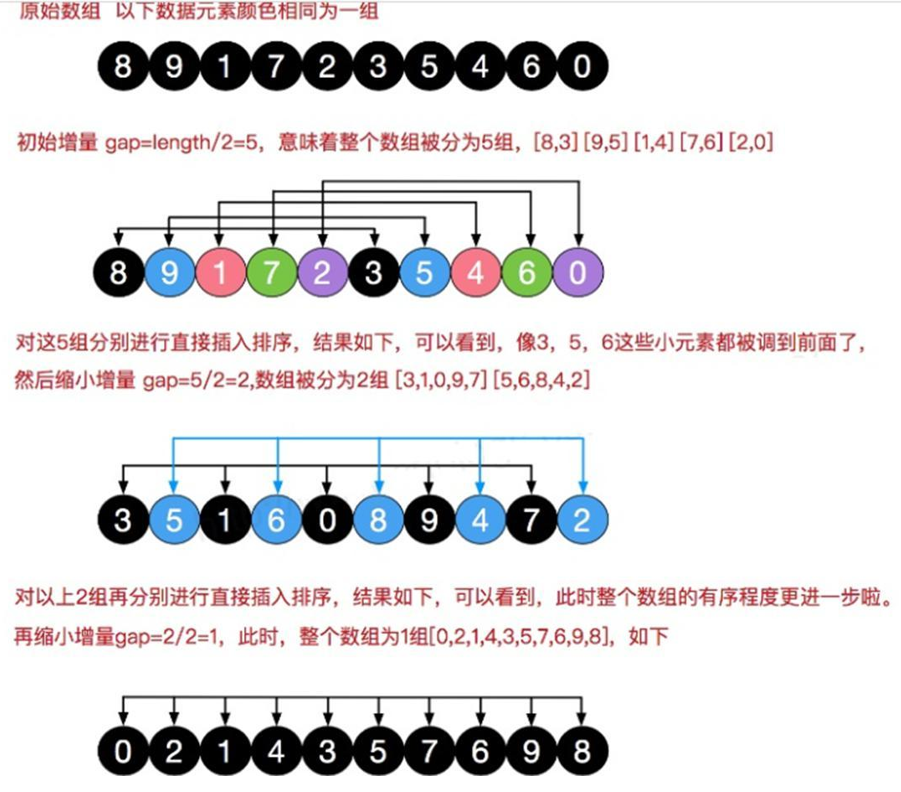 原始数组 以下数据元素颜色相同为一组
8 9 1 7 2 3 5 4 6 0
初始增量 gap=length/2=5，意味着整个数组被分为5组，[8,3] [9,5] [1,4] [7,6] [2,0]
8 9 1 7 2 3 5 4 6 0
对这5组分别进行直接插入排序，结果如下，可以看到，像3，5，6这些小元素都被调到前面了，
然后缩小增量 gap=5/2=2,数组被分为2组 [3,1,0,9,7] [5,6,8,4,2]
3 5 1 6 0 8 9 4 7 2
对以上2组再分别进行直接插入排序，结果如下，可以看到，此时整个数组的有序程度更进一步啦。
再缩小增量gap=2/2=1，此时，整个数组为1组[0,2,1,4,3,5,7,6,9,8]，如下
0 2 1 4 3 5 7 6 9 8